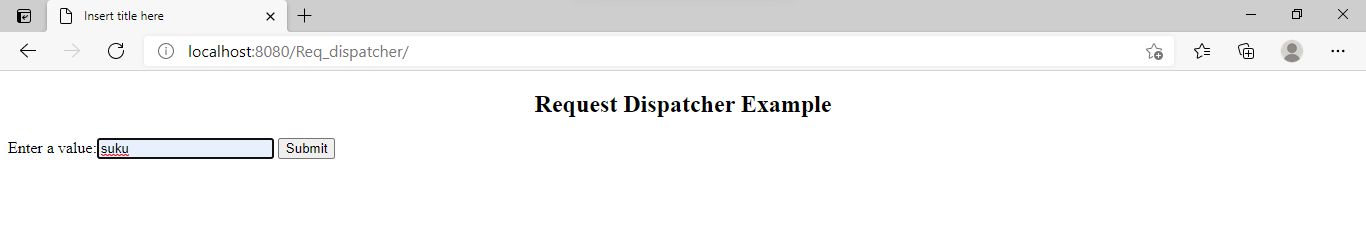 Insert title here
localhost:8080/Req_dispatcher/
Request Dispatcher Example
Enter a value: suku Submit